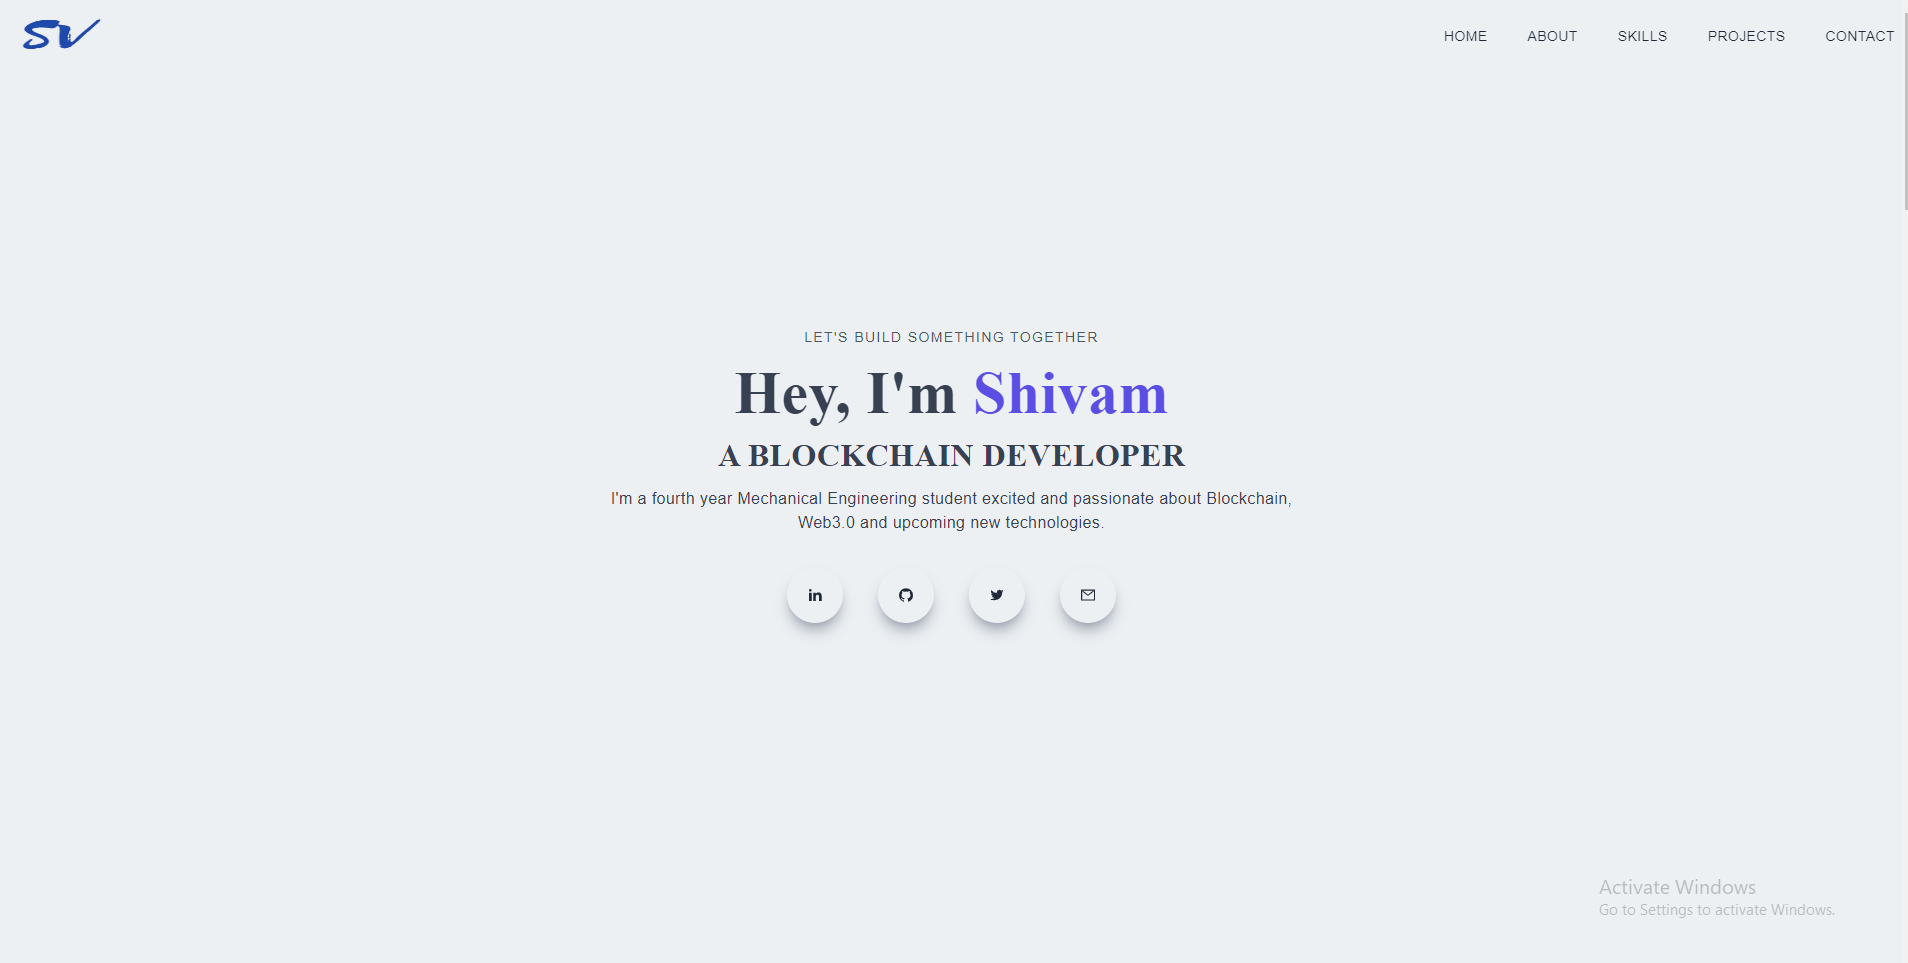 SV
HOME ABOUT SKILLS PROJECTS CONTACT
LET'S BUILD SOMETHING TOGETHER
Hey, I'm Shivam
A BLOCKCHAIN DEVELOPER
I'm a fourth year Mechanical Engineering student excited and passionate about Blockchain,
Web3.0 and upcoming new technologies.
in
Activate Windows
Go to Settings to activate Windows.